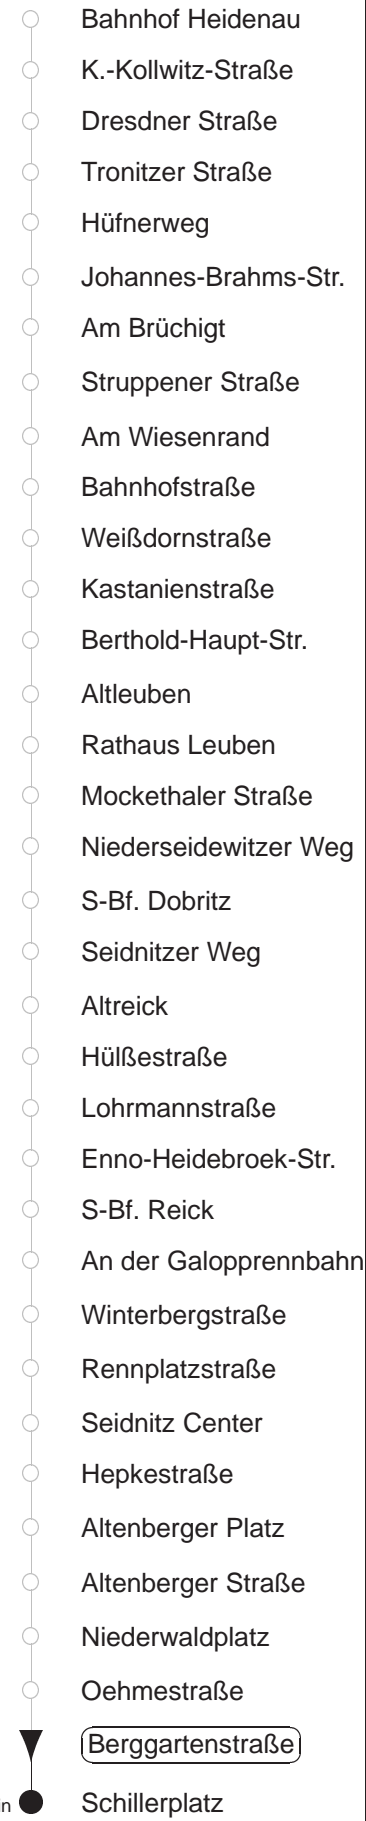 Bahnhof Heidenau
K.-Kollwitz-Straße
Dresdner Straße
Tronitzer Straße
Hüfnerweg
Johannes-Brahms-Str.
Am Brüchigt
Struppener Straße
Am Wiesenrand
Bahnhofstraße
Weißdornstraße
Kastanienstraße
Berthold-Haupt-Str.
Altleuben
Rathaus Leuben
Mockethaler Straße
Niederseidewitzer Weg
S-Bf. Dobritz
Seidnitzer Weg
Altreick
Hülßestraße
Lohrmannstraße
Enno-Heidebroek-Str.
S-Bf. Reick
An der Galopprennbahn
Winterbergstraße
Rennplatzstraße
Seidnitz Center
Hepkestraße
Altenberger Platz
Altenberger Straße
Niederwaldplatz
Oehmestraße
Berggartenstraße
Schillerplatz